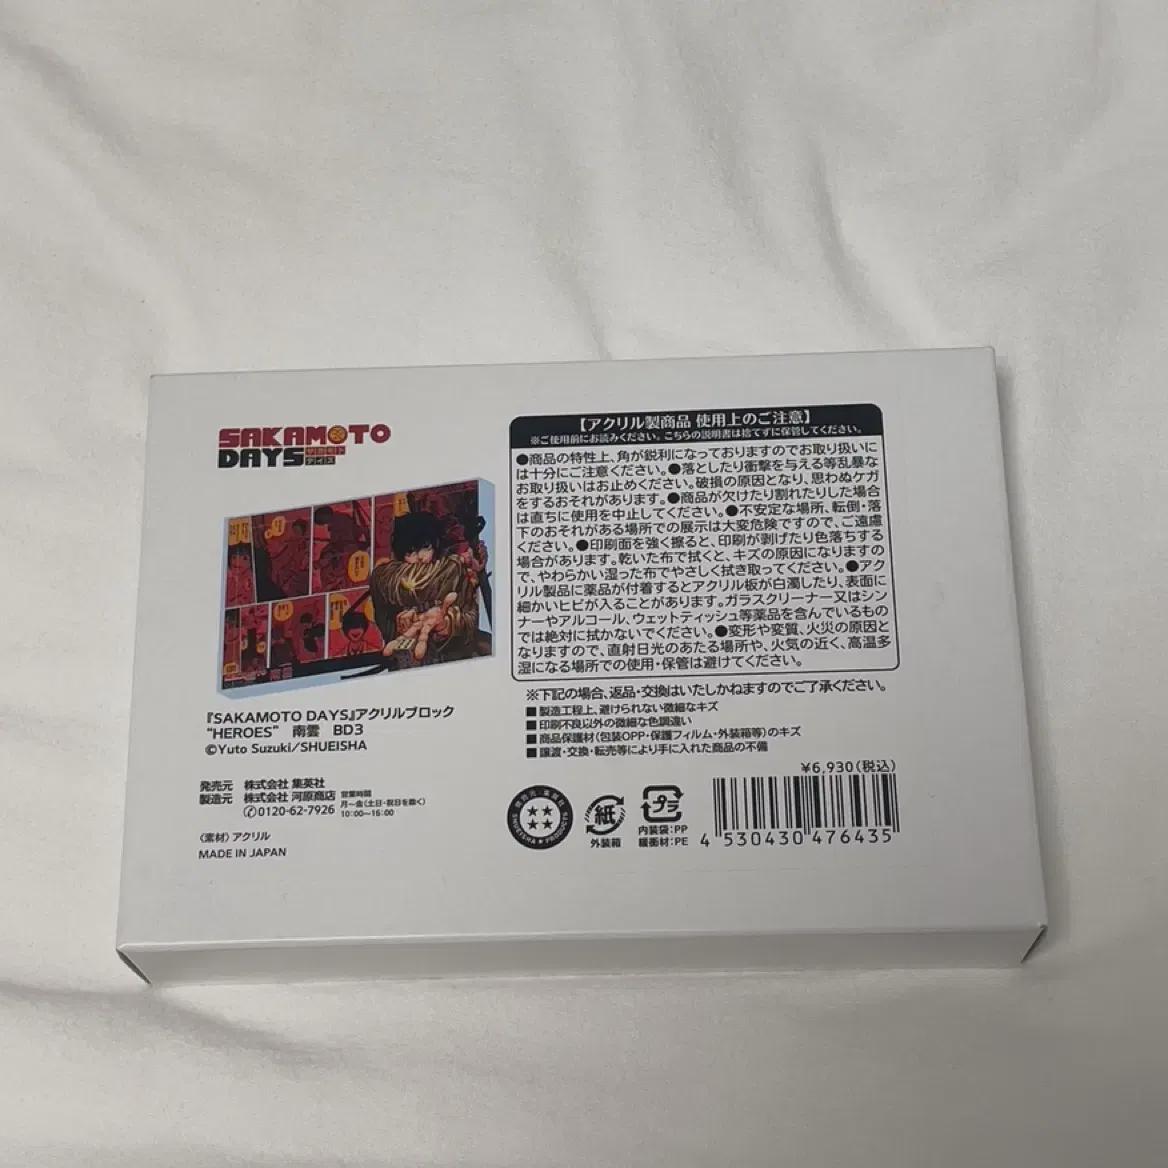 SAKAMOTO
DAYS サカモト
デイズ
『SAKAMOTO DAYS』アクリルブロック
"HEROES" 南雲 BD3
©Yuto Suzuki/SHUEISHA
発売元 株式会社 集英社
製造元 株式会社 河原商店
✆0120-62-7926
営業時間
月〜金(土日・祝日を除く)
10:00〜16:00
〈素材〉アクリル
MADE IN JAPAN
【アクリル製商品 使用上のご注意】
※ご使用前にお読みください。こちらの説明書は捨てずに保管してください。
●商品の特性上、角が鋭利になっておりますのでお取り扱いに
は十分にご注意ください。●落としたり衝撃を与える等乱暴な
お取り扱いはお止めください。破損の原因となり、思わぬケガ
をするおそれがあります。●商品が欠けたり割れたりした場合
は直ちに使用を中止してください。●不安定な場所、転倒・落
下のおそれがある場所での展示は大変危険ですので、ご遠慮
ください。●印刷面を強く擦ると、印刷が剥げたり色落ちする
場合があります。乾いた布で拭くと、キズの原因になりますの
で、やわらかい湿った布でやさしく拭き取ってください。●アク
リル製品に薬品が付着するとアクリル板が白濁したり、表面に
細かいヒビが入ることがあります。ガラスクリーナー又はシン
ナーやアルコール、ウェットティッシュ等薬品を含んでいるもの
では絶対に拭かないでください。●変形や変質、火災の原因と
なりますので、直射日光のあたる場所や、火気の近く、高温多
湿になる場所での使用・保管は避けてください。
※下記の場合、返品・交換はいたしかねますのでご了承ください。
■製造工程上、避けられない微細なキズ
■印刷不良以外の微細な色調違い
■商品保護材(包装OPP・保護フィルム・外装箱等)のキズ
■譲渡・交換・転売等により手に入れた商品の不備
¥6,930(税込)
SHUEISHA PRODUCTS
紙
外装箱
プラ
内装袋:PP
緩衝材:PE
4 530430 476435